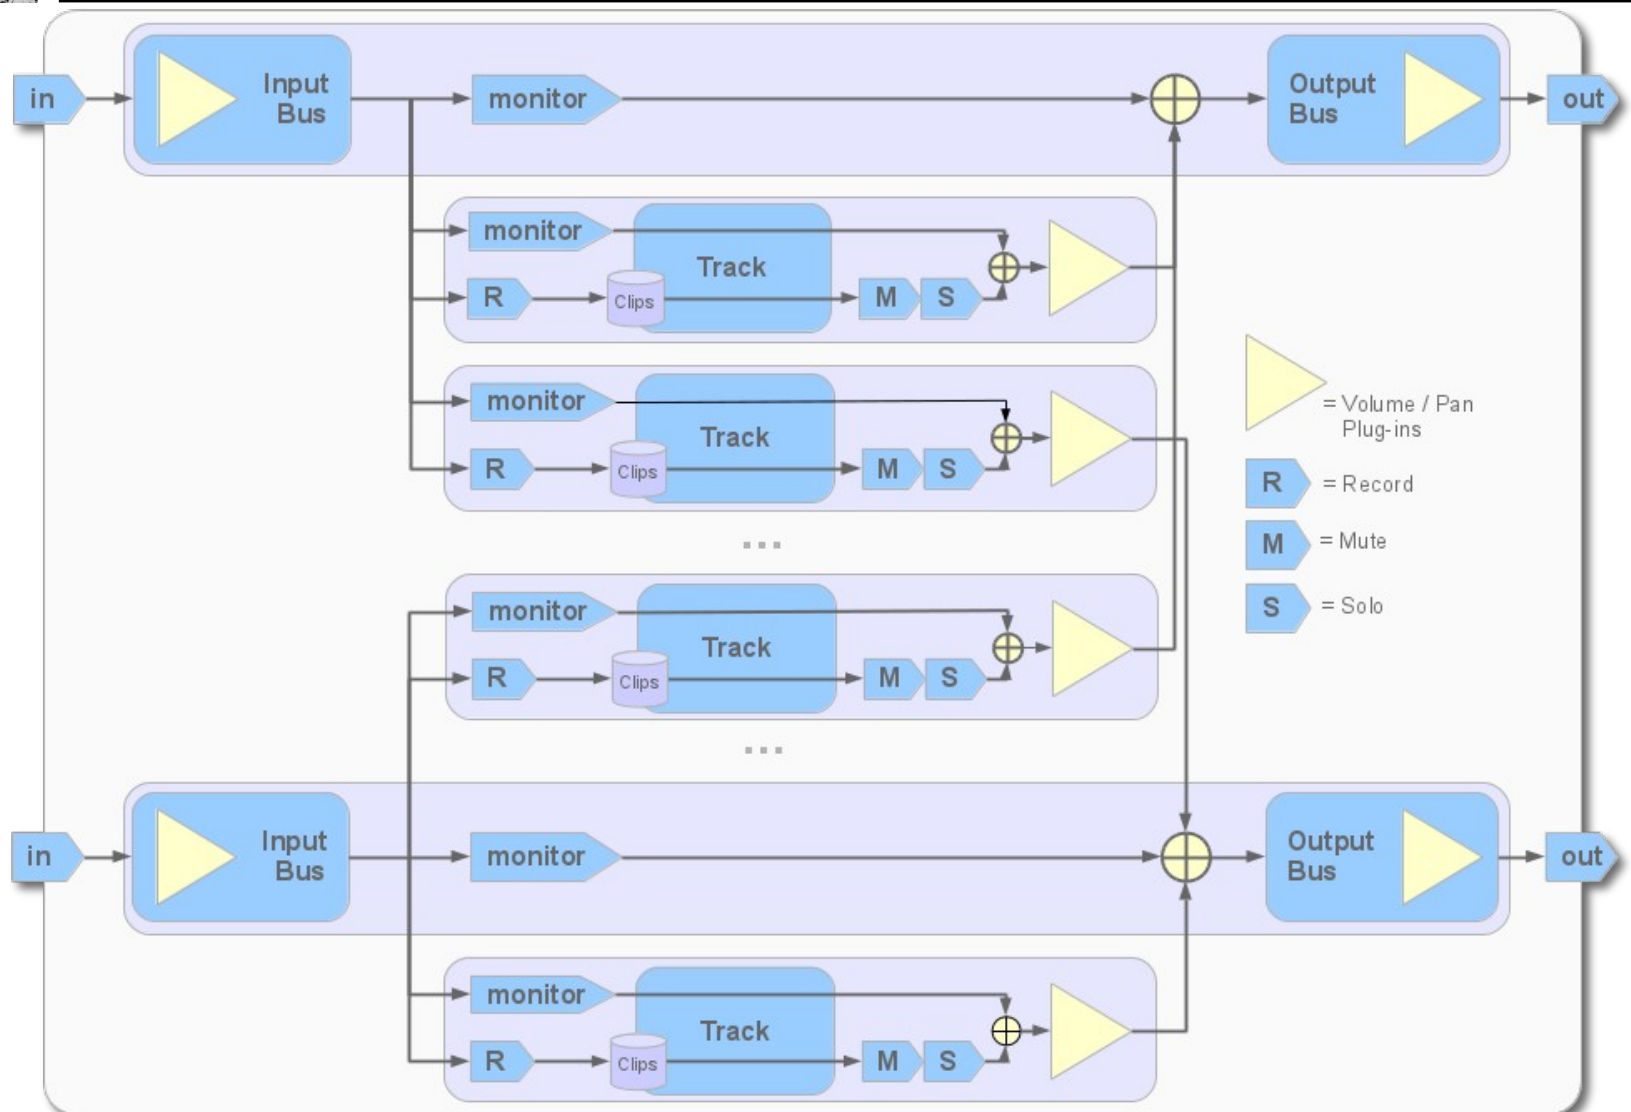 in
Input
Bus
monitor
Output
Bus
out
monitor
Track
R
Clips
M
S
monitor
Track
R
Clips
M
S
= Volume / Pan
Plug-ins
R = Record
M = Mute
S = Solo
...
monitor
Track
R
Clips
M
S
...
in
Input
Bus
monitor
Output
Bus
out
monitor
Track
R
Clips
M
S